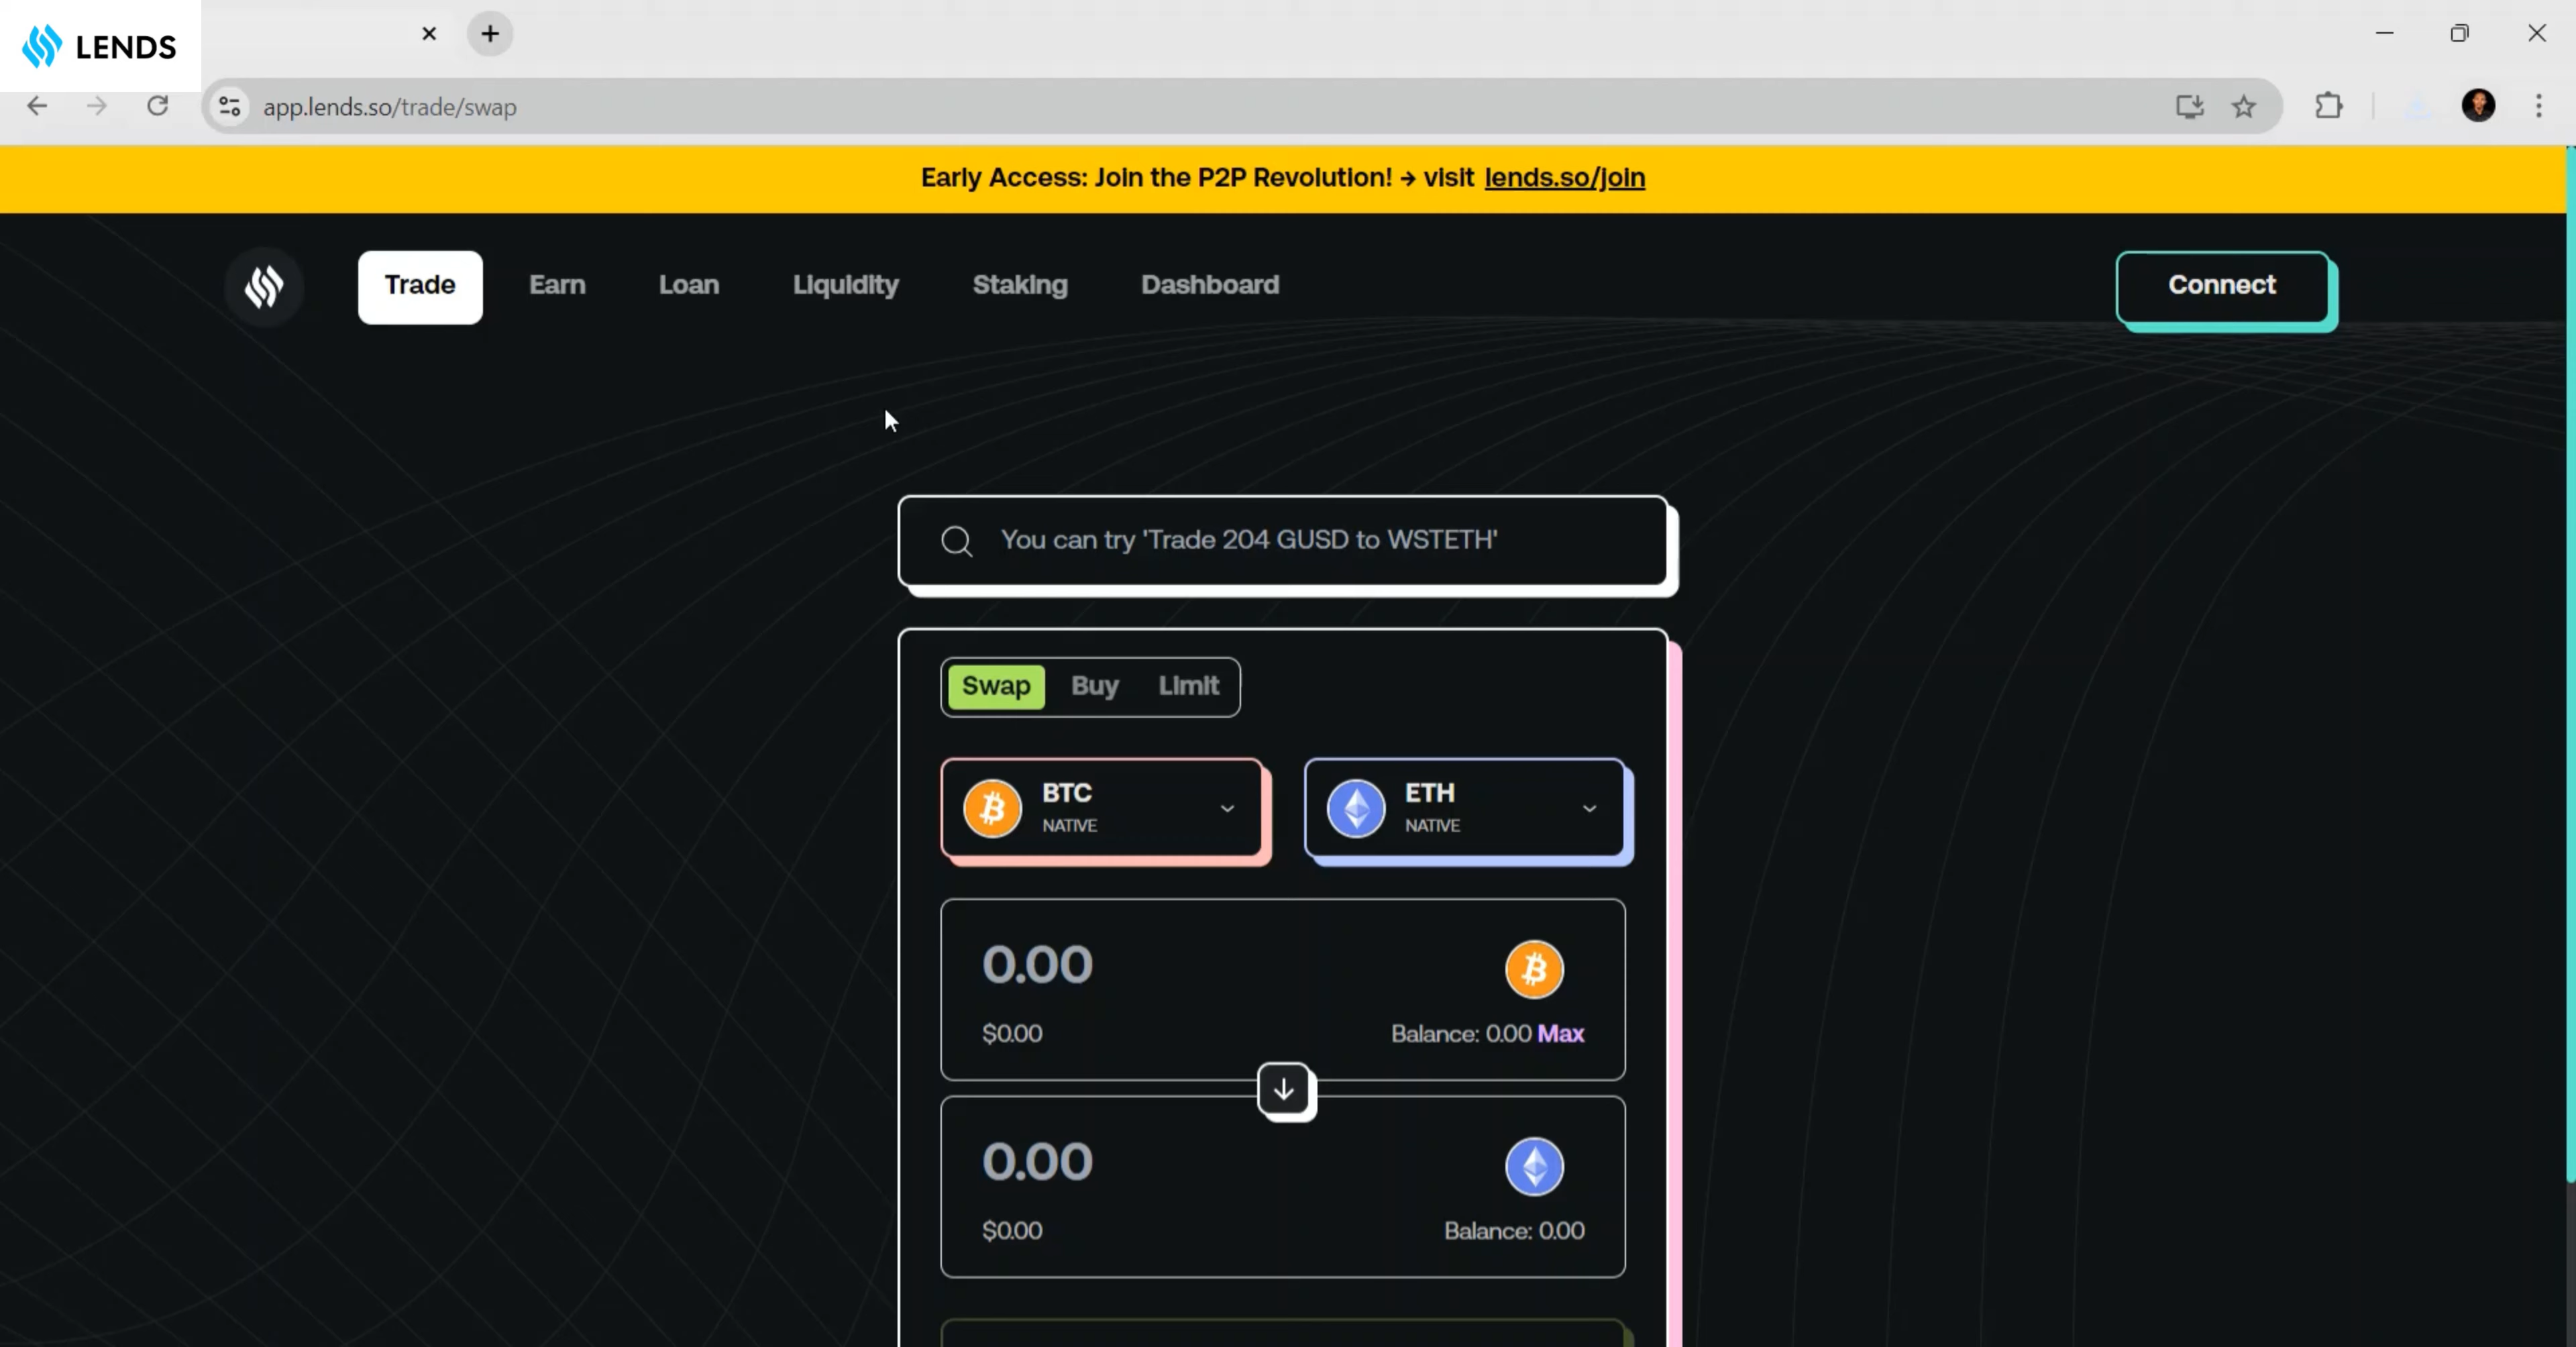 LENDS
app.lends.so/trade/swap
Early Access: Join the P2P Revolution! → visit lends.so/join
Trade Earn Loan Liquidity Staking Dashboard Connect
You can try 'Trade 204 GUSD to WSTETH'
Swap Buy Limit
BTC ETH
NATIVE NATIVE
0.00
$0.00 Balance: 0.00 Max
0.00
$0.00 Balance: 0.00